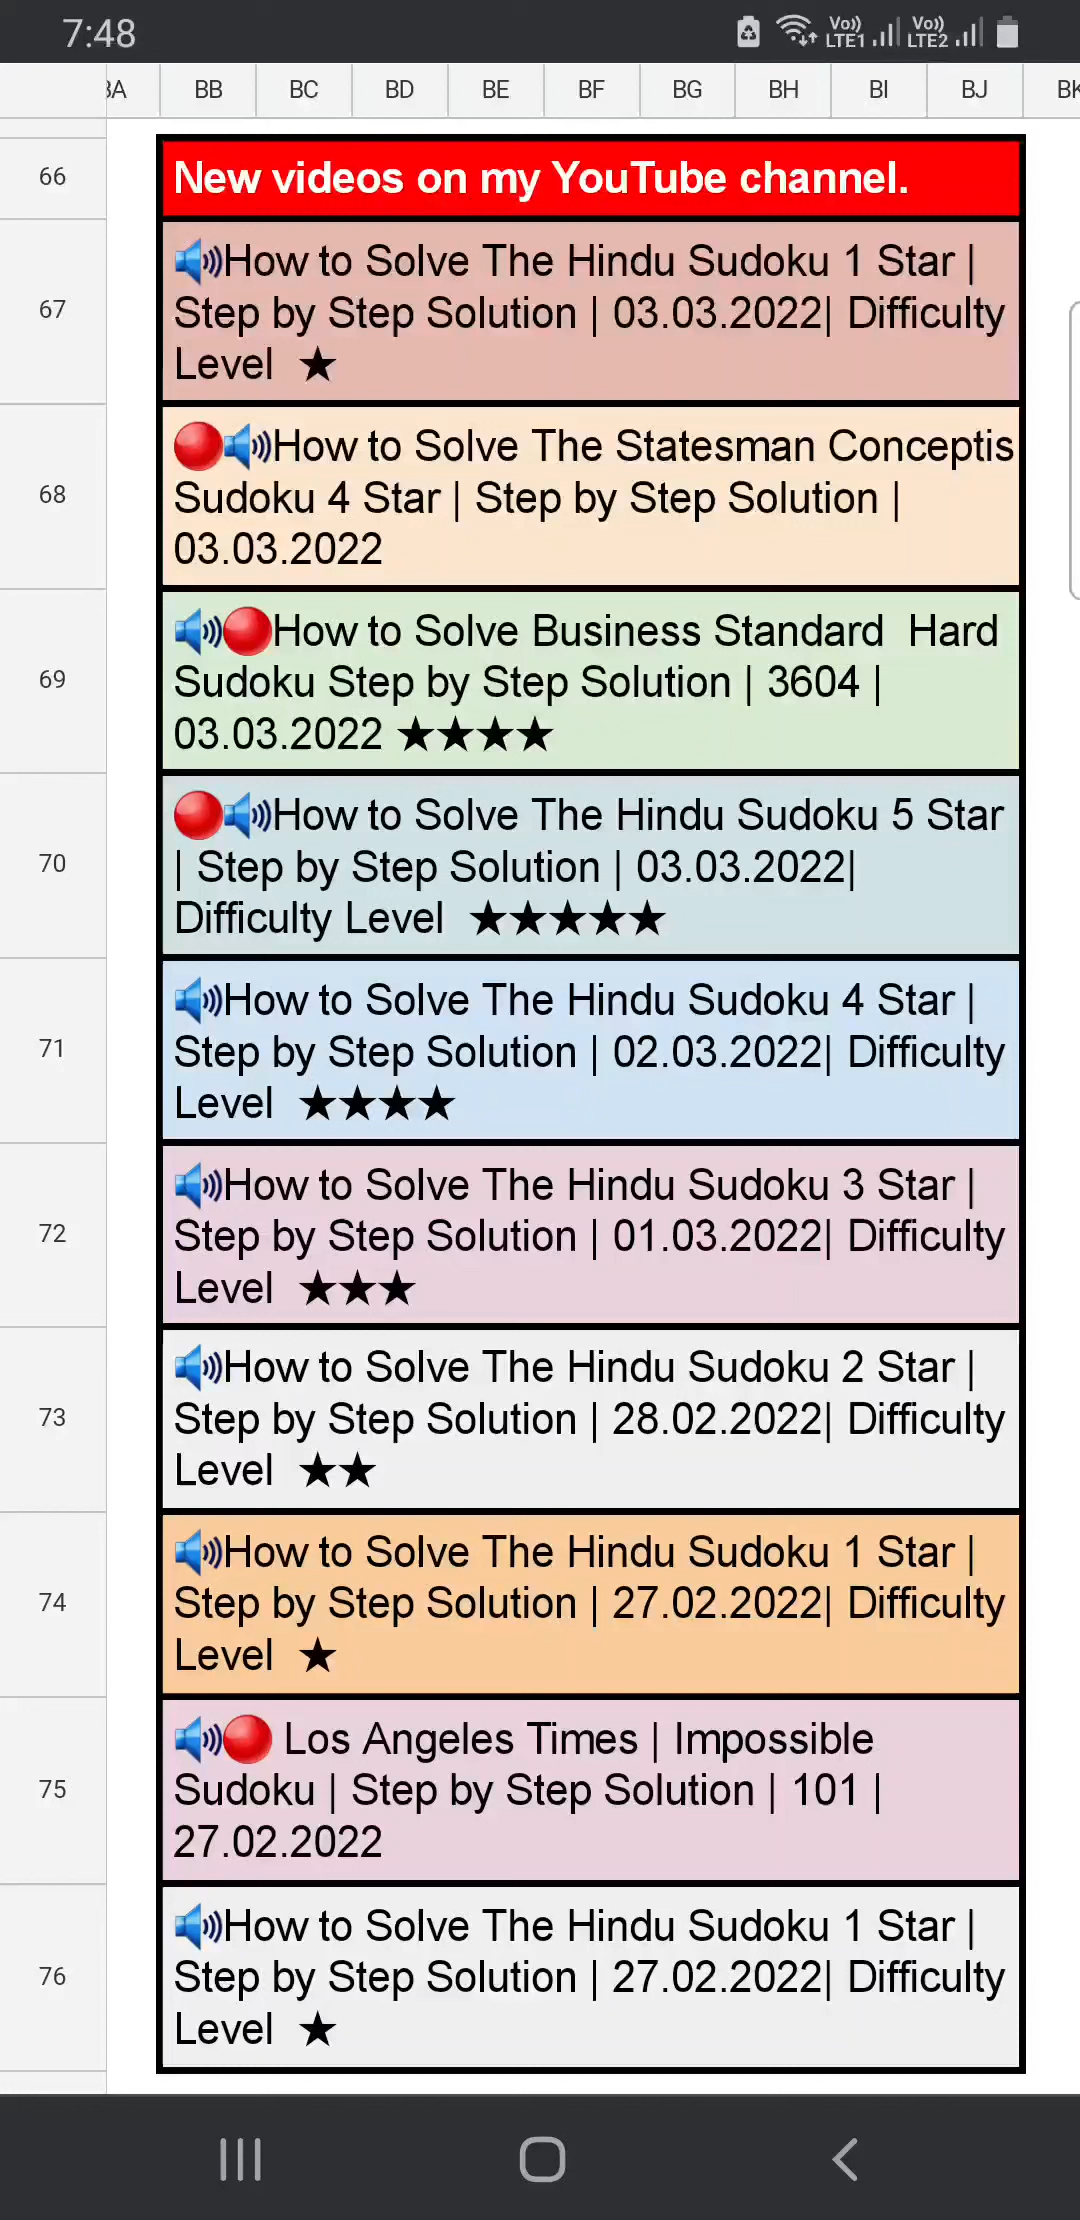 7:48
Vo)) LTE1 Vo)) LTE2
BA BB BC BD BE BF BG BH BI BJ BK
66
New videos on my YouTube channel.
67
🔊How to Solve The Hindu Sudoku 1 Star |
Step by Step Solution | 03.03.2022| Difficulty
Level ★
68
🔴🔊How to Solve The Statesman Conceptis
Sudoku 4 Star | Step by Step Solution |
03.03.2022
69
🔊🔴How to Solve Business Standard  Hard
Sudoku Step by Step Solution | 3604 |
03.03.2022 ★★★★
70
🔴🔊How to Solve The Hindu Sudoku 5 Star
| Step by Step Solution | 03.03.2022|
Difficulty Level ★★★★★
71
🔊How to Solve The Hindu Sudoku 4 Star |
Step by Step Solution | 02.03.2022| Difficulty
Level ★★★★
72
🔊How to Solve The Hindu Sudoku 3 Star |
Step by Step Solution | 01.03.2022| Difficulty
Level ★★★
73
🔊How to Solve The Hindu Sudoku 2 Star |
Step by Step Solution | 28.02.2022| Difficulty
Level ★★
74
🔊How to Solve The Hindu Sudoku 1 Star |
Step by Step Solution | 27.02.2022| Difficulty
Level ★
75
🔊🔴 Los Angeles Times | Impossible
Sudoku | Step by Step Solution | 101 |
27.02.2022
76
🔊How to Solve The Hindu Sudoku 1 Star |
Step by Step Solution | 27.02.2022| Difficulty
Level ★